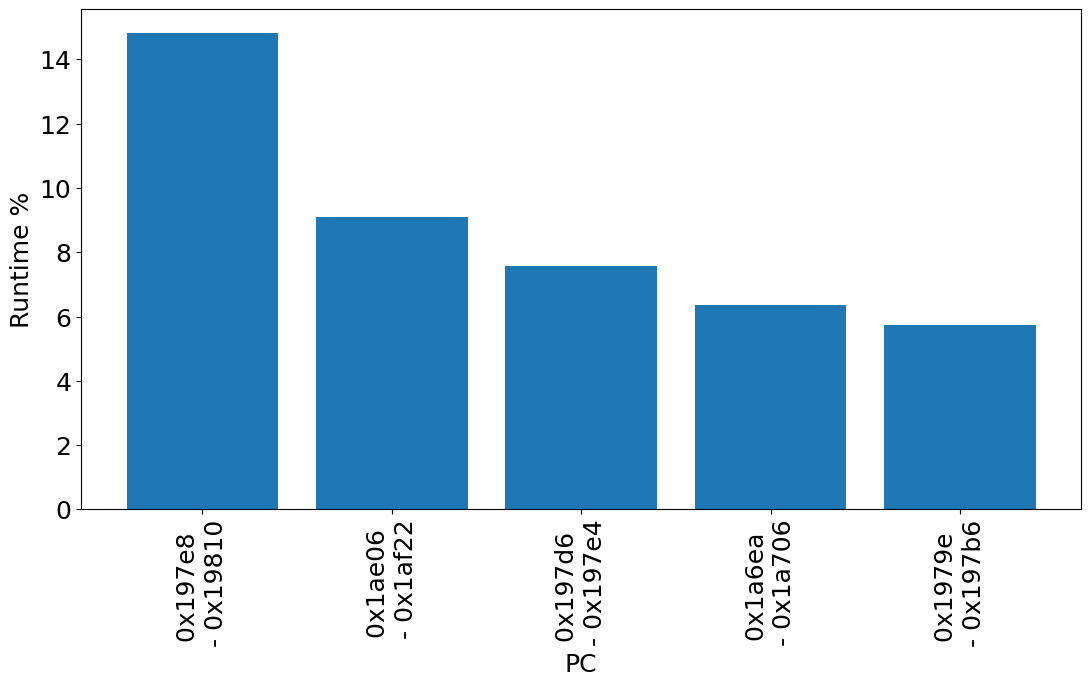 Runtime %
14
12
10
8
6
4
2
0
0x197e8
- 0x19810
0x1ae06
- 0x1af22
0x197d6
- 0x197e4
0x1a6ea
- 0x1a706
0x1979e
- 0x197b6
PC